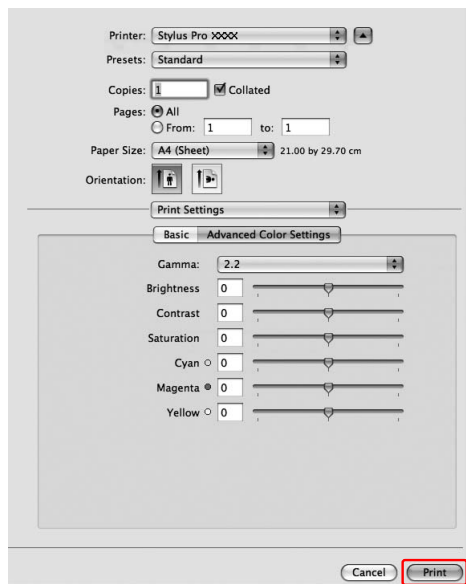 Printer: Stylus Pro XXXX
Presets: Standard
Copies: 1 Collated
Pages: All
From: 1 to: 1
Paper Size: A4 (Sheet) 21.00 by 29.70 cm
Orientation:
Print Settings
Basic Advanced Color Settings
Gamma: 2.2
Brightness 0
Contrast 0
Saturation 0
Cyan 0
Magenta 0
Yellow 0
Cancel Print